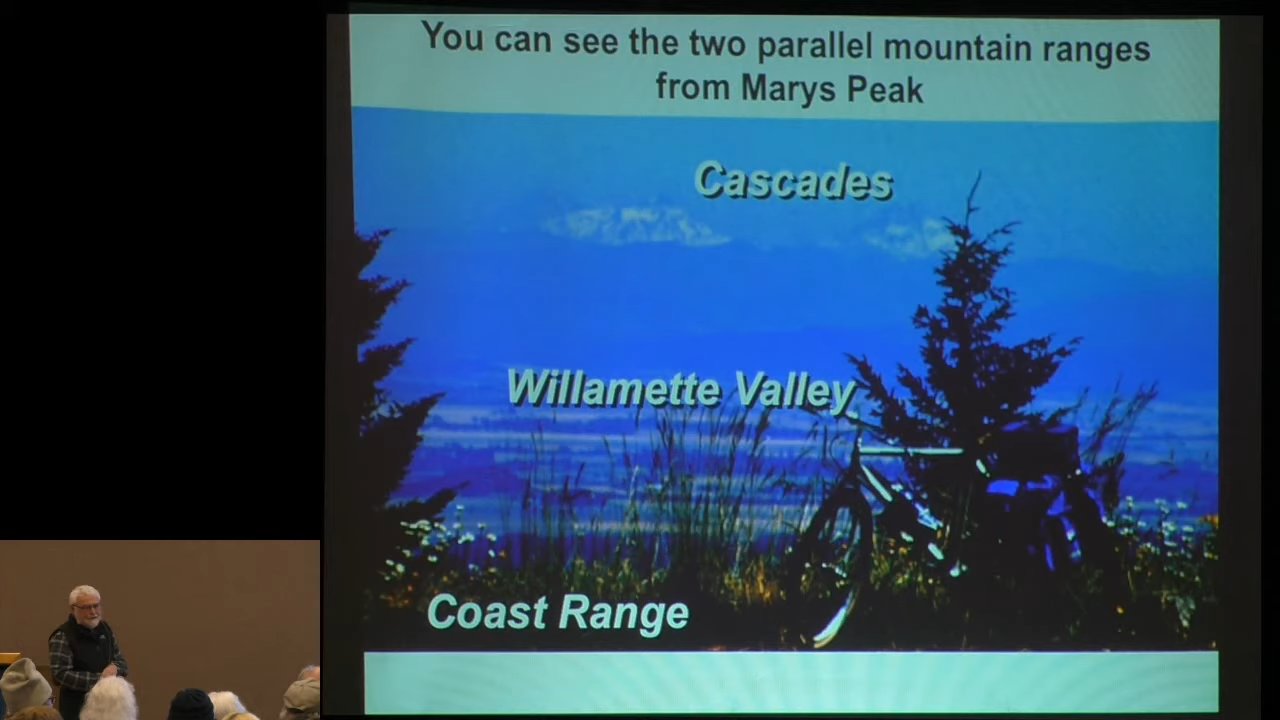 You can see the two parallel mountain ranges
from Marys Peak
Cascades
Willamette Valley
Coast Range